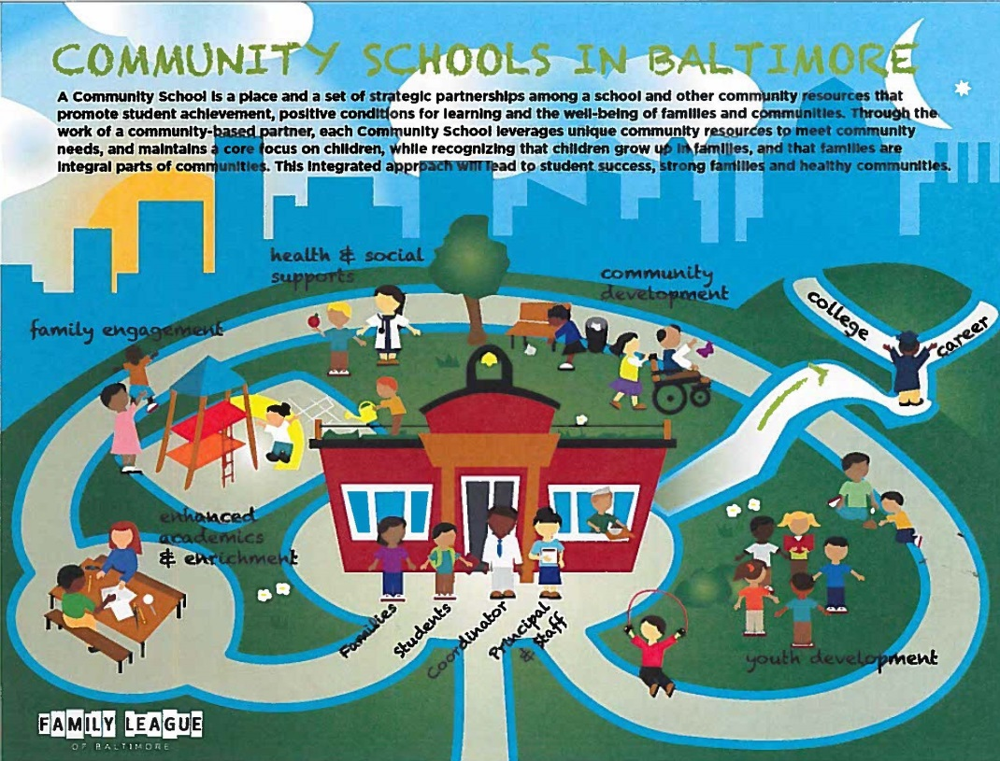 COMMUNITY SCHOOLS IN BALTIMORE
A Community School is a place and a set of strategic partnerships among a school and other community resources that
promote student achievement, positive conditions for learning and the well-being of families and communities. Through the
work of a community-based partner, each Community School leverages unique community resources to meet community
needs, and maintains a core focus on children, while recognizing that children grow up in families, and that families are
integral parts of communities. This integrated approach will lead to student success, strong families and healthy communities.
health & social
supports
community
development
college
career
family engagement
enhanced
academics
& enrichment
Families
Students
Coordinator
Principal
& Staff
youth development
FAMILY LEAGUE
OF BALTIMORE